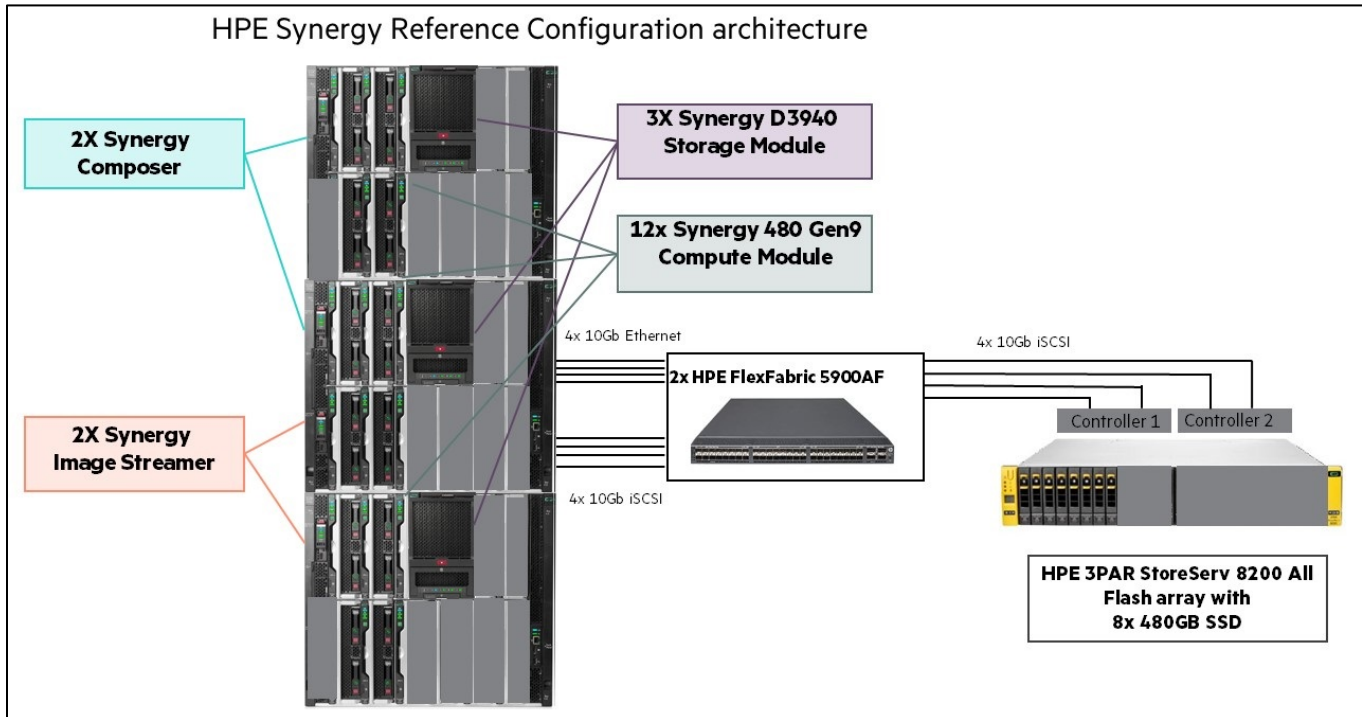 HPE Synergy Reference Configuration architecture
2X Synergy
Composer
3X Synergy D3940
Storage Module
12x Synergy 480 Gen9
Compute Module
4x 10Gb Ethernet
4x 10Gb iSCSI
2x HPE FlexFabric 5900AF
Controller 1
Controller 2
2X Synergy
Image Streamer
4x 10Gb iSCSI
HPE 3PAR StoreServ 8200 All
Flash array with
8x 480GB SSD